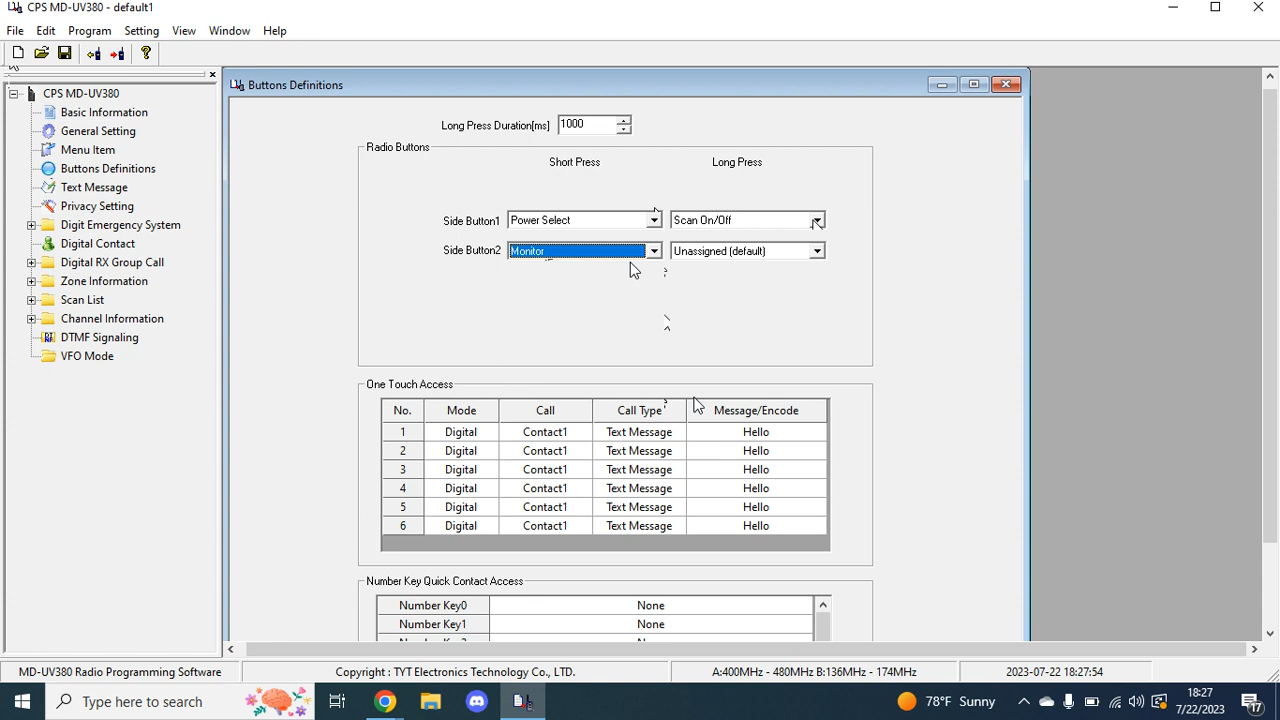 CPS MD-UV380 - default1
File Edit Program Setting View Window Help
CPS MD-UV380
Basic Information
General Setting
Menu Item
Buttons Definitions
Text Message
Privacy Setting
Digit Emergency System
Digital Contact
Digital RX Group Call
Zone Information
Scan List
Channel Information
DTMF Signaling
VFO Mode
Buttons Definitions
Long Press Duration[ms] 1000
Radio Buttons
Short Press Long Press
Side Button1 Power Select Scan On/Off
Side Button2 Monitor Unassigned (default)
One Touch Access
No. Mode Call Call Type Message/Encode
1 Digital Contact1 Text Message Hello
2 Digital Contact1 Text Message Hello
3 Digital Contact1 Text Message Hello
4 Digital Contact1 Text Message Hello
5 Digital Contact1 Text Message Hello
6 Digital Contact1 Text Message Hello
Number Key Quick Contact Access
Number Key0 None
Number Key1 None
MD-UV380 Radio Programming Software Copyright : TYT Electronics Technology Co., LTD. A:400MHz - 480MHz B:136MHz - 174MHz 2023-07-22 18:27:54
Type here to search 78°F Sunny 18:27
7/22/2023 17